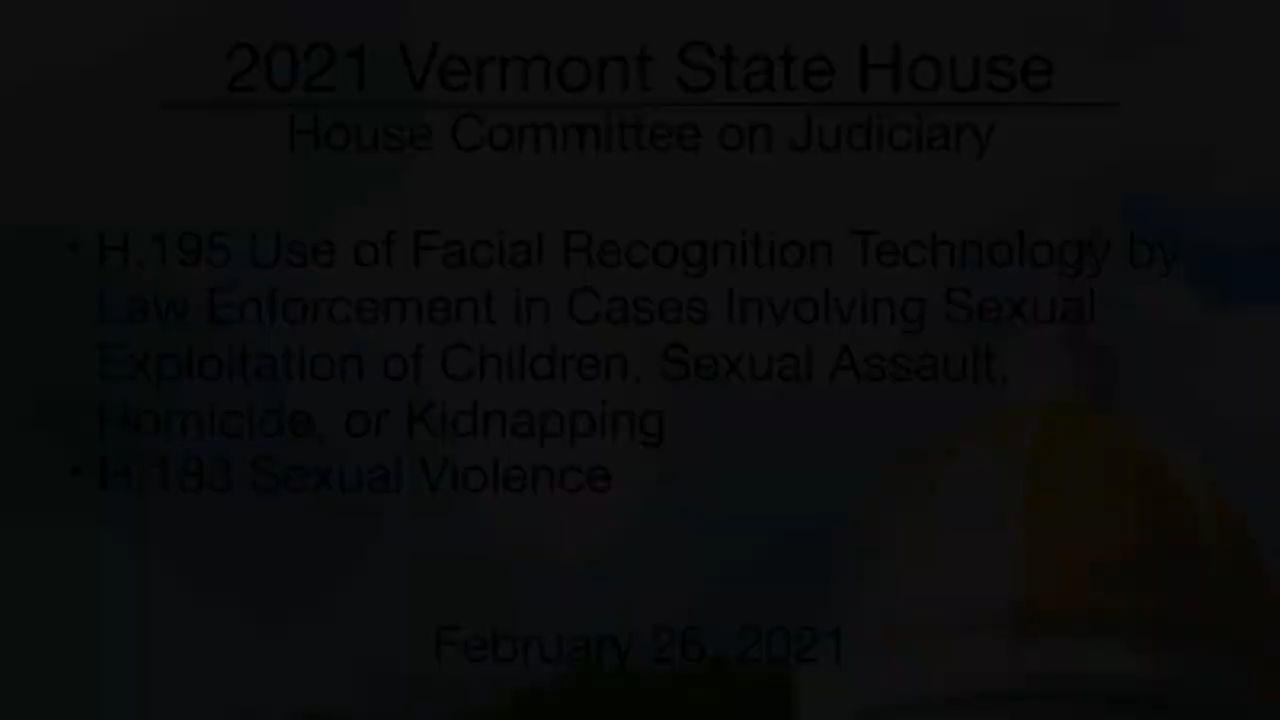 2021 Vermont State House
House Committee on Judiciary
• H.195 Use of Facial Recognition Technology by
Law Enforcement in Cases Involving Sexual
Exploitation of Children, Sexual Assault,
Homicide, or Kidnapping
• H.183 Sexual Violence
February 26, 2021